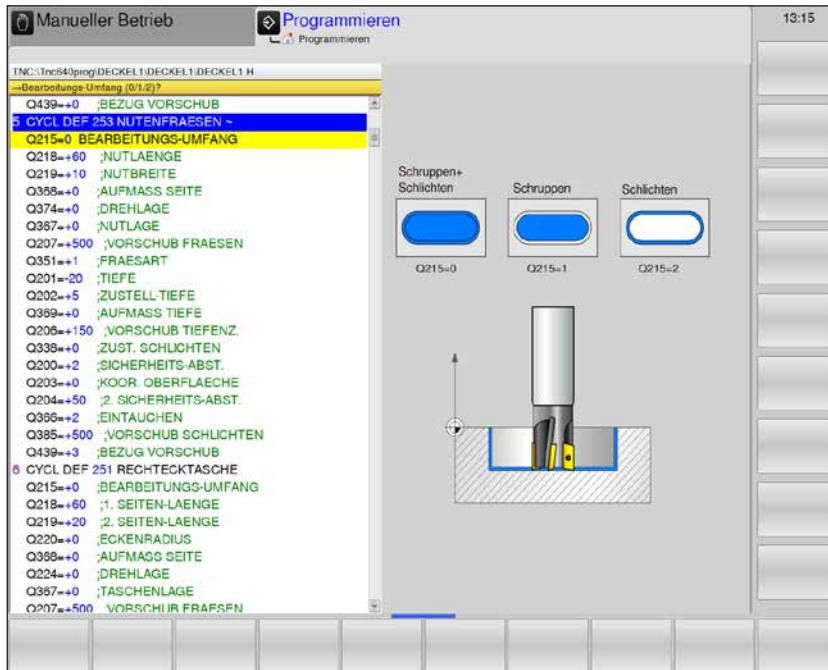 Manueller Betrieb
Programmieren
Programmieren
13:15
TNC:\Tnc640prog\DECKEL1\DECKEL1\DECKEL1.H
→Bearbeitungs-Umfang (0/1/2)?
Q439=+0 ;BEZUG VORSCHUB
5 CYCL DEF 253 NUTENFRAESEN ~
Q215=0 BEARBEITUNGS-UMFANG
Q218=+60 ;NUTLAENGE
Q219=+10 ;NUTBREITE
Q368=+0 ;AUFMASS SEITE
Q374=+0 ;DREHLAGE
Q367=+0 ;NUTLAGE
Q207=+500 ;VORSCHUB FRAESEN
Q351=+1 ;FRAESART
Q201=-20 ;TIEFE
Q202=+5 ;ZUSTELL-TIEFE
Q369=+0 ;AUFMASS TIEFE
Q206=+150 ;VORSCHUB TIEFENZ.
Q338=+0 ;ZUST. SCHLICHTEN
Q200=+2 ;SICHERHEITS-ABST.
Q203=+0 ;KOOR. OBERFLAECHE
Q204=+50 ;2. SICHERHEITS-ABST.
Q366=+2 ;EINTAUCHEN
Q385=+500 ;VORSCHUB SCHLICHTEN
Q439=+3 ;BEZUG VORSCHUB
6 CYCL DEF 251 RECHTECKTASCHE
Q215=+0 ;BEARBEITUNGS-UMFANG
Q218=+60 ;1. SEITEN-LAENGE
Q219=+20 ;2. SEITEN-LAENGE
Q220=+0 ;ECKENRADIUS
Q368=+0 ;AUFMASS SEITE
Q224=+0 ;DREHLAGE
Q367=+0 ;TASCHENLAGE
Q207=+500 ;VORSCHUB FRAESEN
Schruppen+
Schlichten
Schruppen
Schlichten
Q215=0
Q215=1
Q215=2